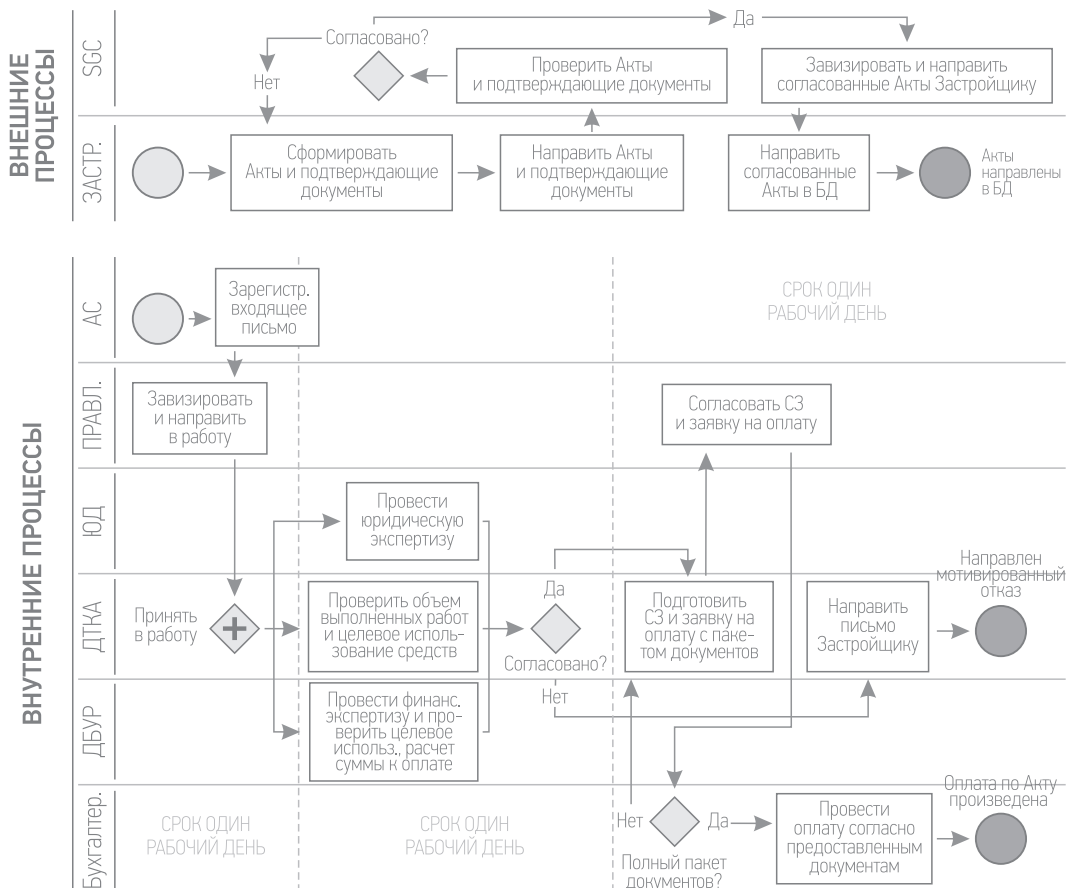 ВНЕШНИЕ
ПРОЦЕССЫ
SGC
Согласовано?
Да
Нет
Проверить Акты
и подтверждающие документы
Завизировать и направить
согласованные Акты Застройщику
ЗАСТР.
Сформировать
Акты и подтверждающие
документы
Направить Акты
и подтверждающие
документы
Направить
согласованные
Акты в БД
Акты
направлены
в БД
ВНУТРЕННИЕ ПРОЦЕССЫ
АС
Зарегистр.
входящее
письмо
СРОК ОДИН
РАБОЧИЙ ДЕНЬ
ПРАВЛ.
Завизировать
и направить
в работу
Согласовать СЗ
и заявку на оплату
ЮД
Провести
юридическую
экспертизу
ДТКА
Принять
в работу
Проверить объем
выполненных работ
и целевое исполь-
зование средств
Да
Согласовано?
Нет
Подготовить
СЗ и заявку на
оплату с паке-
том документов
Направить
письмо
Застройщику
Направлен
мотивированный
отказ
ДБУР
Провести финанс.
экспертизу и про-
верить целевое
использ., расчет
суммы к оплате
Бухгалтер.
СРОК ОДИН
РАБОЧИЙ ДЕНЬ
СРОК ОДИН
РАБОЧИЙ ДЕНЬ
Нет
Да
Полный пакет
документов?
Провести
оплату согласно
предоставленным
документам
Оплата по Акту
произведена